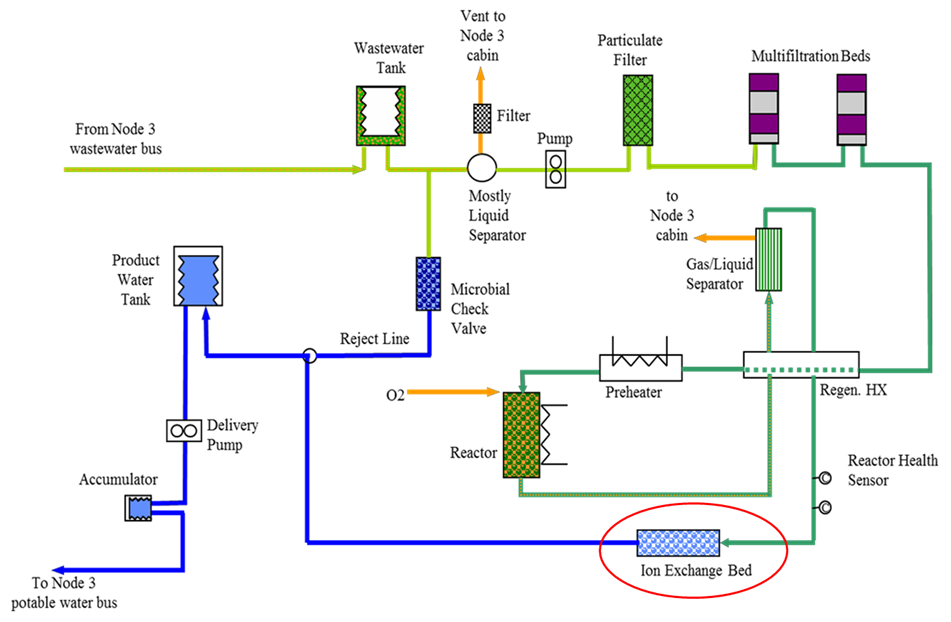 Vent to
Node 3
cabin
Wastewater
Tank
Particulate
Filter
Multifiltration Beds
From Node 3
wastewater bus
Filter
Pump
Mostly
Liquid
Separator
to
Node 3
cabin
Product
Water
Tank
Gas/Liquid
Separator
Microbial
Check
Valve
Reject Line
Preheater
Regen. HX
O2
Delivery
Pump
Reactor
Reactor Health
Sensor
Accumulator
Ion Exchange Bed
To Node 3
potable water bus